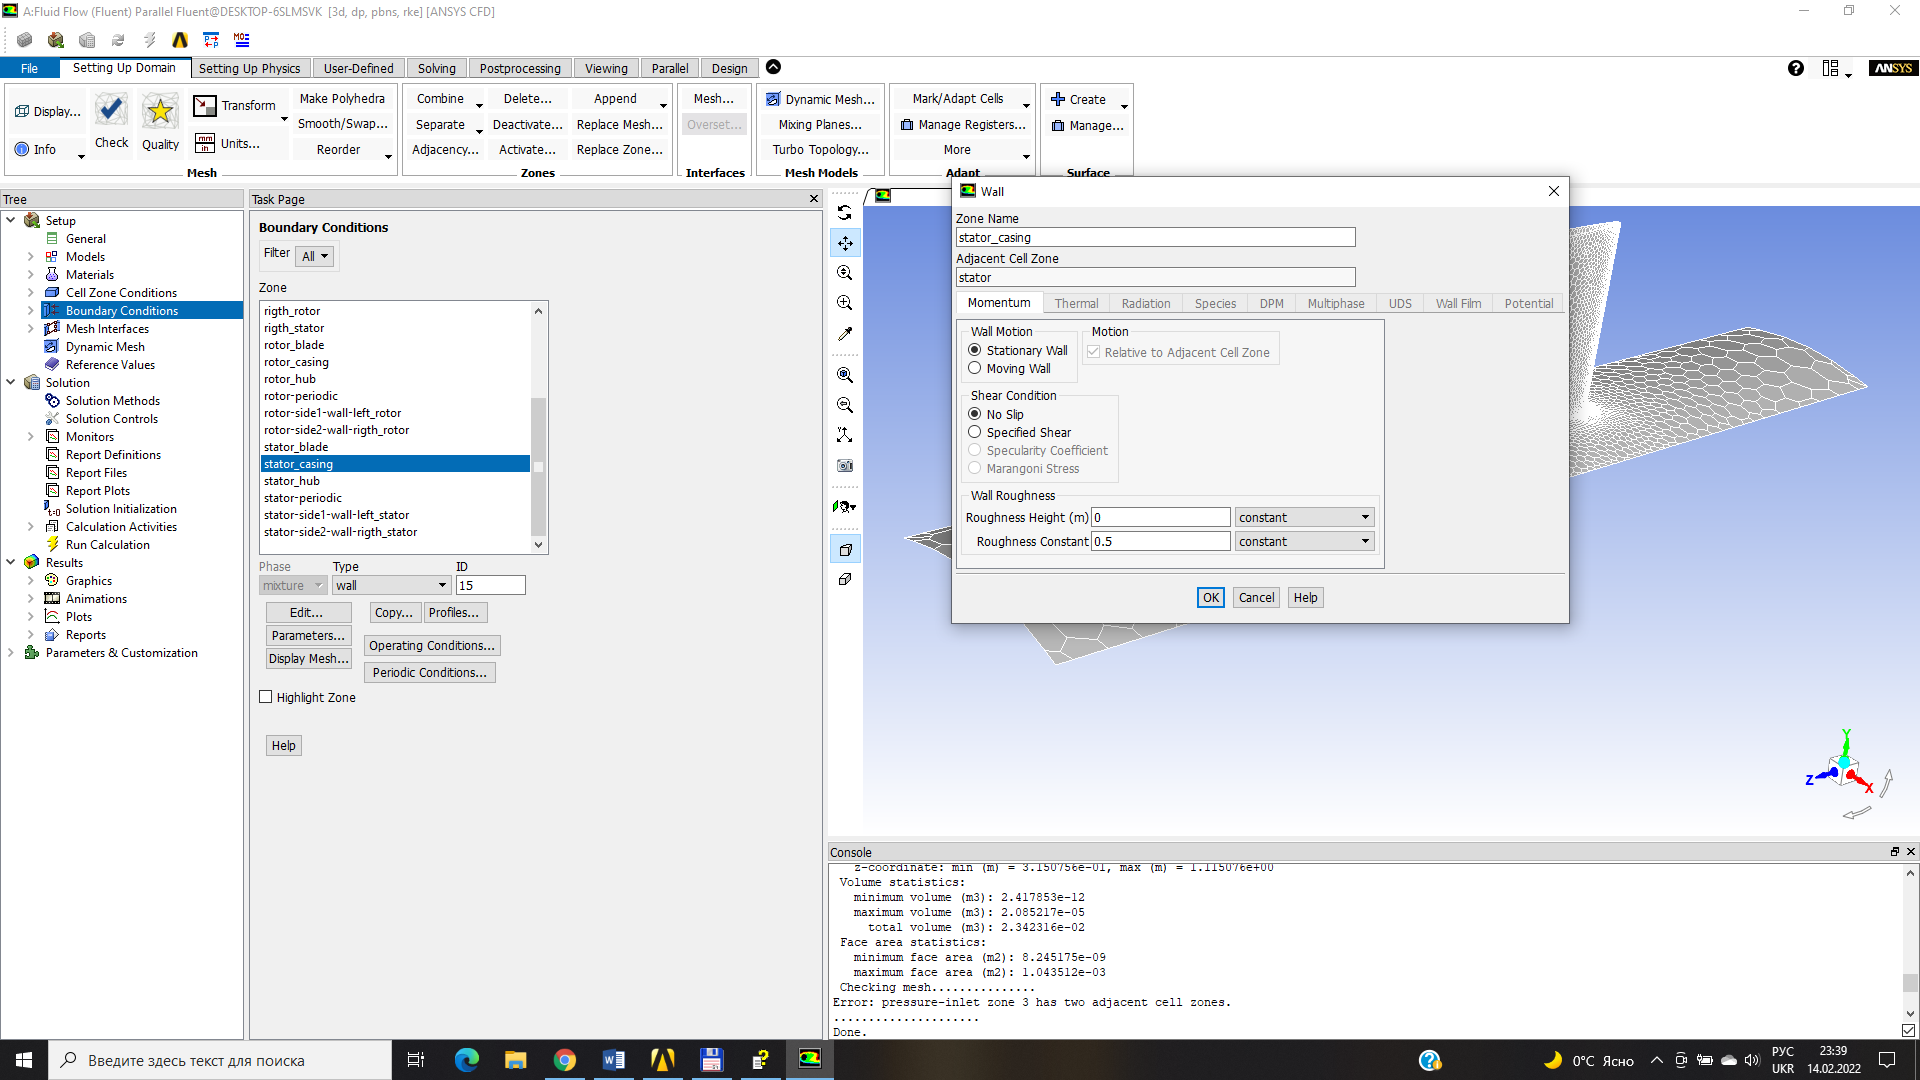 A:Fluid Flow (Fluent) Parallel Fluent@DESKTOP-6SLMSVK [3d, dp, pbns, rke] [ANSYS CFD]
File
Setting Up Domain
Setting Up Physics
User-Defined
Solving
Postprocessing
Viewing
Parallel
Design
ANSYS
Display...
Info
Check
Quality
Transform
Units...
Make Polyhedra
Smooth/Swap...
Reorder
Mesh
Combine
Separate
Adjacency...
Delete...
Deactivate...
Activate...
Append
Replace Mesh...
Replace Zone...
Zones
Mesh...
Overset...
Interfaces
Dynamic Mesh...
Mixing Planes...
Turbo Topology...
Mesh Models
Mark/Adapt Cells
Manage Registers...
More
Adapt
Create
Manage...
Surface
Tree
Setup
General
Models
Materials
Cell Zone Conditions
Boundary Conditions
Mesh Interfaces
Dynamic Mesh
Reference Values
Solution
Solution Methods
Solution Controls
Monitors
Report Definitions
Report Files
Report Plots
Solution Initialization
Calculation Activities
Run Calculation
Results
Graphics
Animations
Plots
Reports
Parameters & Customization
Task Page
Boundary Conditions
Filter All
Zone
rigth_rotor
rigth_stator
rotor_blade
rotor_casing
rotor_hub
rotor-periodic
rotor-side1-wall-left_rotor
rotor-side2-wall-rigth_rotor
stator_blade
stator_casing
stator_hub
stator-periodic
stator-side1-wall-left_stator
stator-side2-wall-rigth_stator
Phase Type ID
mixture wall 15
Edit... Copy... Profiles...
Parameters... Operating Conditions...
Display Mesh... Periodic Conditions...
Highlight Zone
Help
Wall
Zone Name
stator_casing
Adjacent Cell Zone
stator
Momentum Thermal Radiation Species DPM Multiphase UDS Wall Film Potential
Wall Motion Motion
Stationary Wall Relative to Adjacent Cell Zone
Moving Wall
Shear Condition
No Slip
Specified Shear
Specularity Coefficient
Marangoni Stress
Wall Roughness
Roughness Height (m) 0 constant
Roughness Constant 0.5 constant
OK Cancel Help
Y
Z
X
Console
z-coordinate: min (m) = 3.150756e-01, max (m) = 1.115076e+00
Volume statistics:
minimum volume (m3): 2.417853e-12
maximum volume (m3): 2.085217e-05
total volume (m3): 2.342316e-02
Face area statistics:
minimum face area (m2): 8.245175e-09
maximum face area (m2): 1.043512e-03
Checking mesh...............
Error: pressure-inlet zone 3 has two adjacent cell zones.
.....................
Done.
Введите здесь текст для поиска
0°C Ясно
РУС
UKR
23:39
14.02.2022